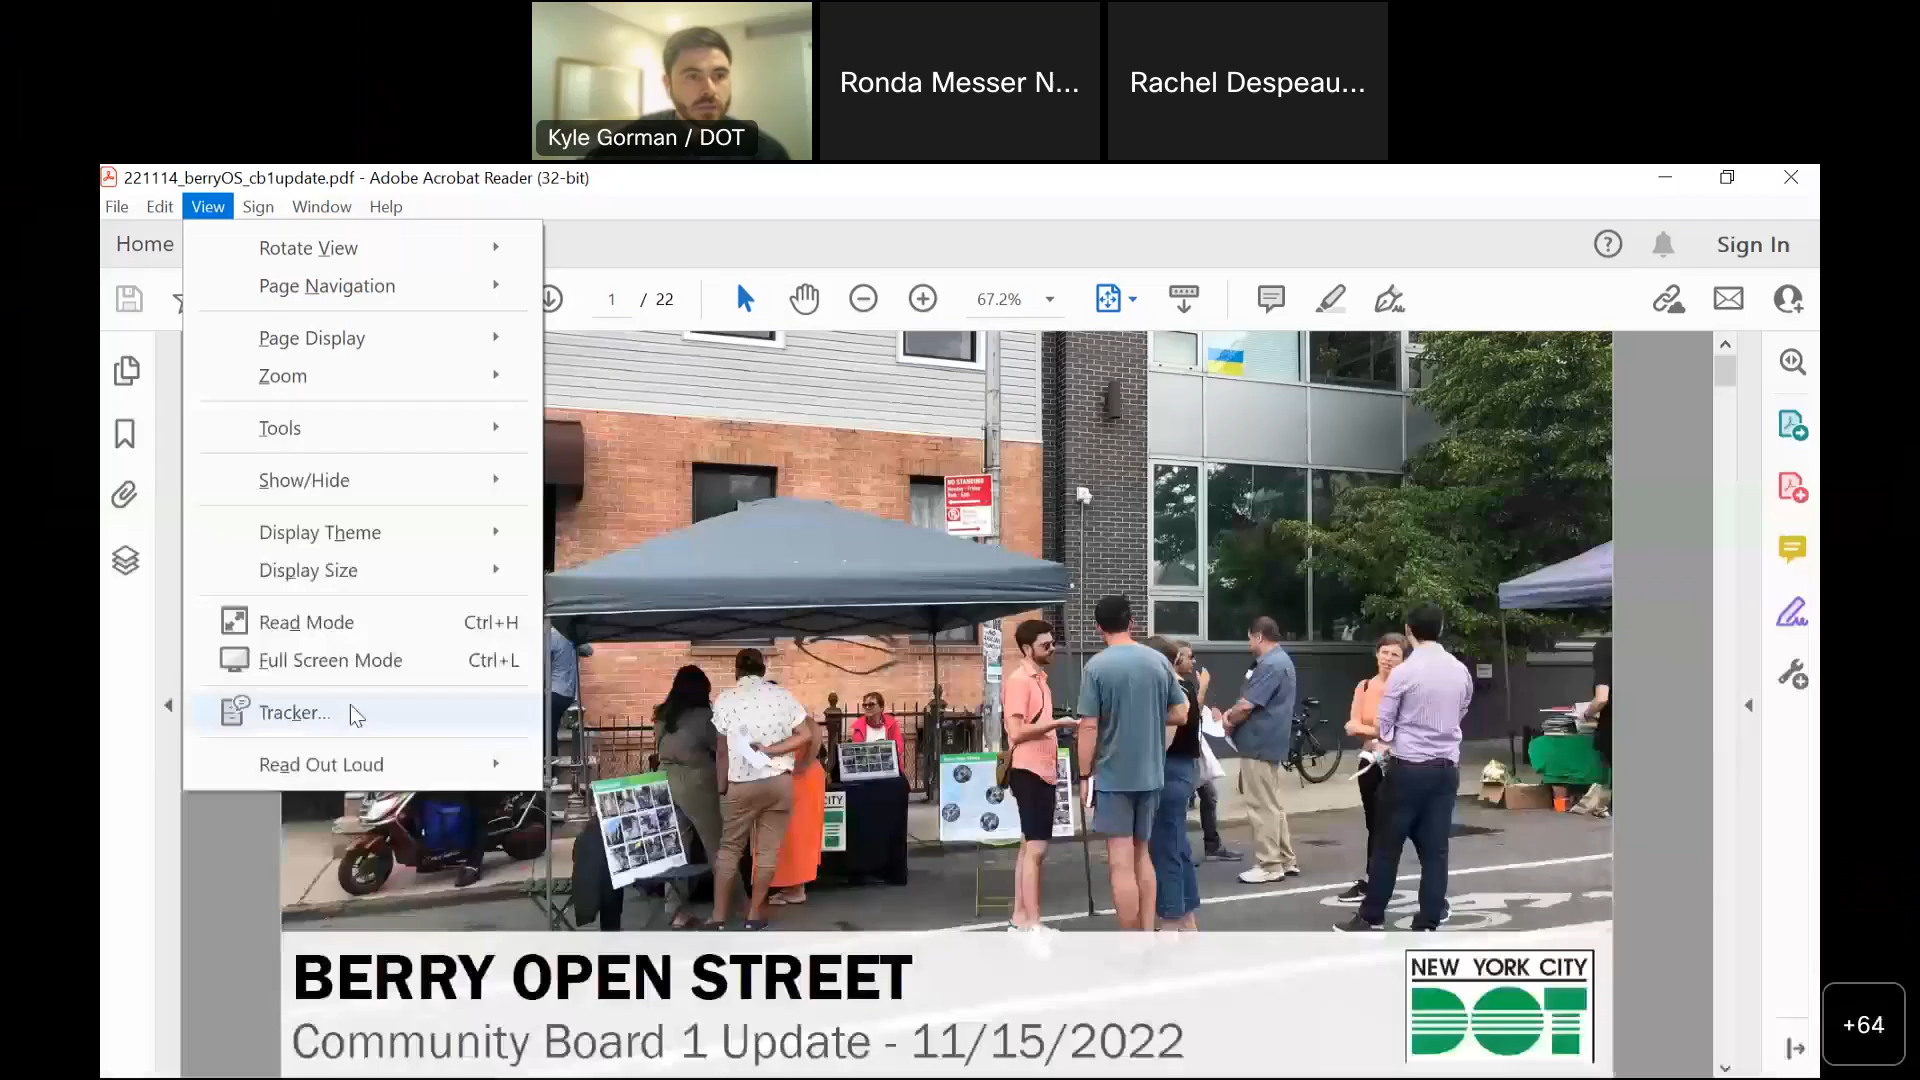 Kyle Gorman / DOT
Ronda Messer N...
Rachel Despeau...
221114_berryOS_cb1update.pdf - Adobe Acrobat Reader (32-bit)
File Edit View Sign Window Help
Home
Sign In
1 / 22
67.2%
Rotate View
Page Navigation
Page Display
Zoom
Tools
Show/Hide
Display Theme
Display Size
Read Mode Ctrl+H
Full Screen Mode Ctrl+L
Tracker...
Read Out Loud
NO STANDING
CITY
BERRY OPEN STREET
Community Board 1 Update - 11/15/2022
NEW YORK CITY
DOT
+64